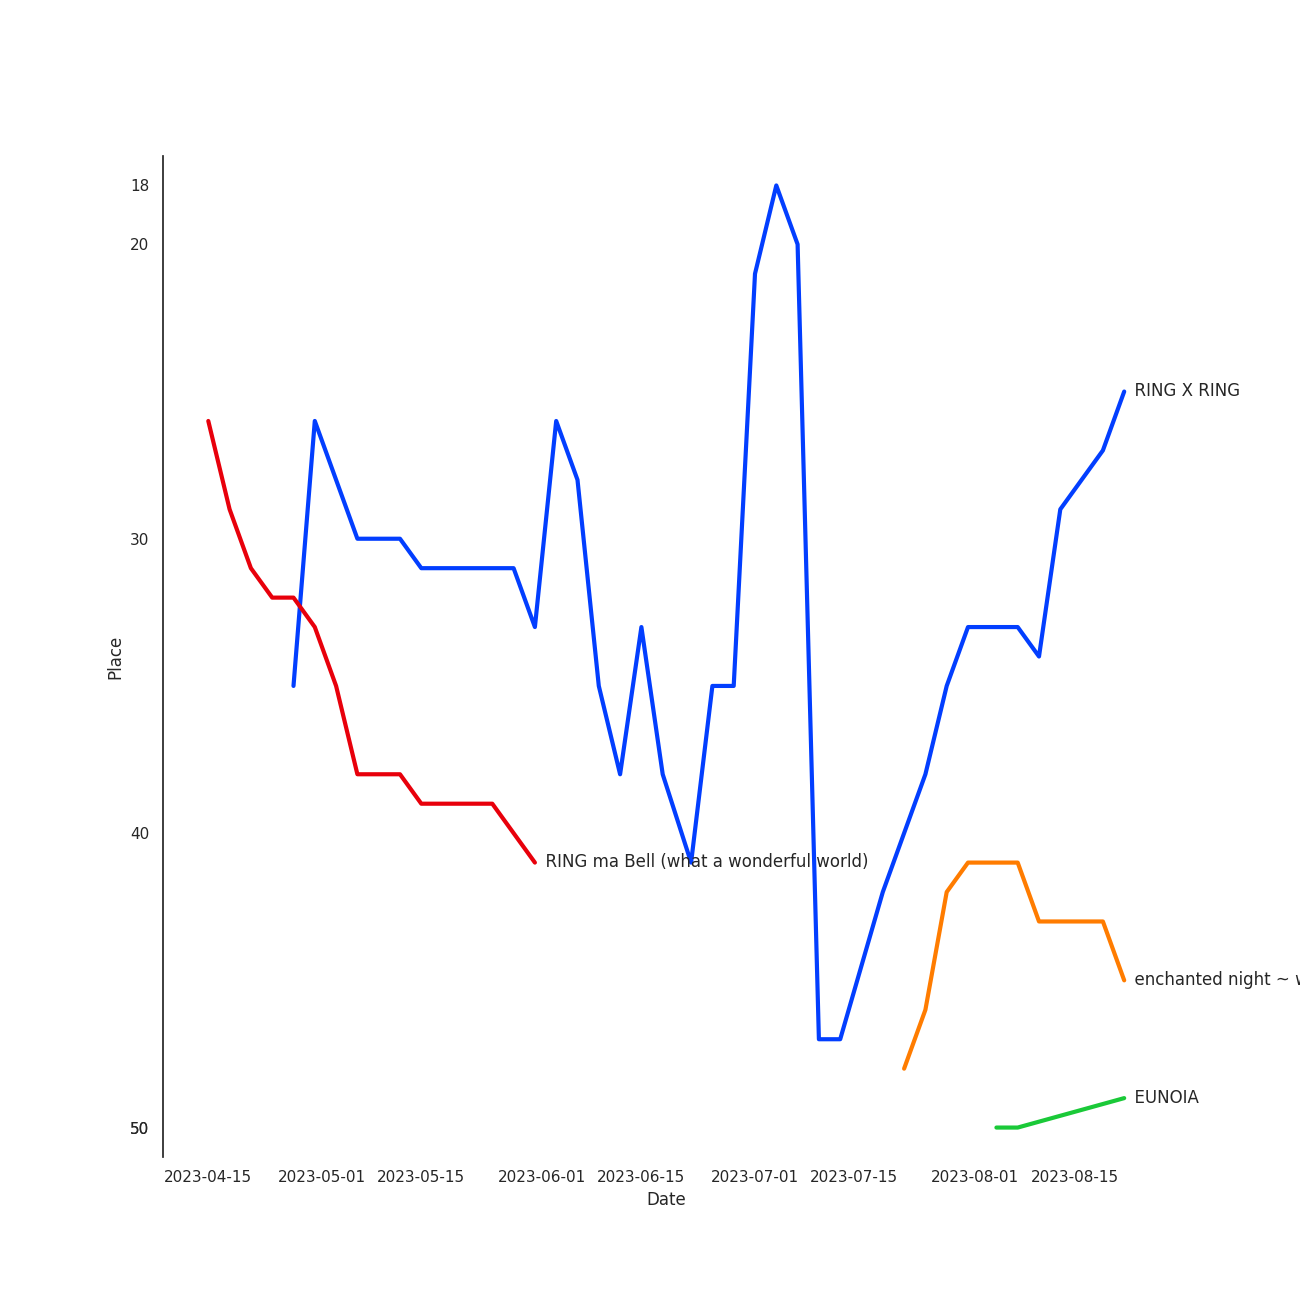 18
20
RING X RING
30
Place
40
RING ma Bell (what a wonderful world)
enchanted night ~
EUNOIA
50
2023-04-15 2023-05-01 2023-05-15 2023-06-01 2023-06-15 2023-07-01 2023-07-15 2023-08-01 2023-08-15
Date